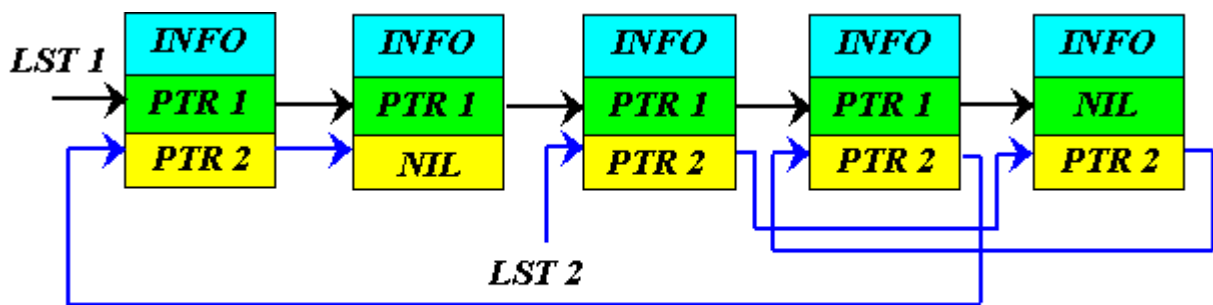 INFO INFO INFO INFO INFO
LST 1
PTR 1 PTR 1 PTR 1 PTR 1 NIL
PTR 2 NIL PTR 2 PTR 2 PTR 2
LST 2